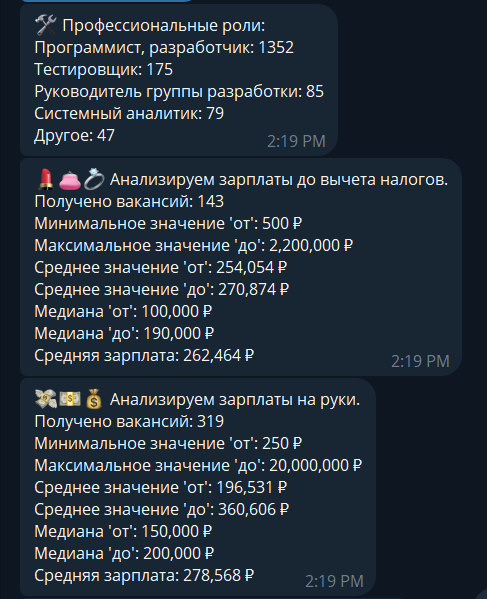 🛠 Профессиональные роли:
Программист, разработчик: 1352
Тестировщик: 175
Руководитель группы разработки: 85
Системный аналитик: 79
Другое: 47
2:19 PM
💄👛💍 Анализируем зарплаты до вычета налогов.
Получено вакансий: 143
Минимальное значение 'от': 500 ₽
Максимальное значение 'до': 2,200,000 ₽
Среднее значение 'от': 254,054 ₽
Среднее значение 'до': 270,874 ₽
Медиана 'от': 100,000 ₽
Медиана 'до': 190,000 ₽
Средняя зарплата: 262,464 ₽
2:19 PM
💸💵💰 Анализируем зарплаты на руки.
Получено вакансий: 319
Минимальное значение 'от': 250 ₽
Максимальное значение 'до': 20,000,000 ₽
Среднее значение 'от': 196,531 ₽
Среднее значение 'до': 360,606 ₽
Медиана 'от': 150,000 ₽
Медиана 'до': 200,000 ₽
Средняя зарплата: 278,568 ₽
2:19 PM